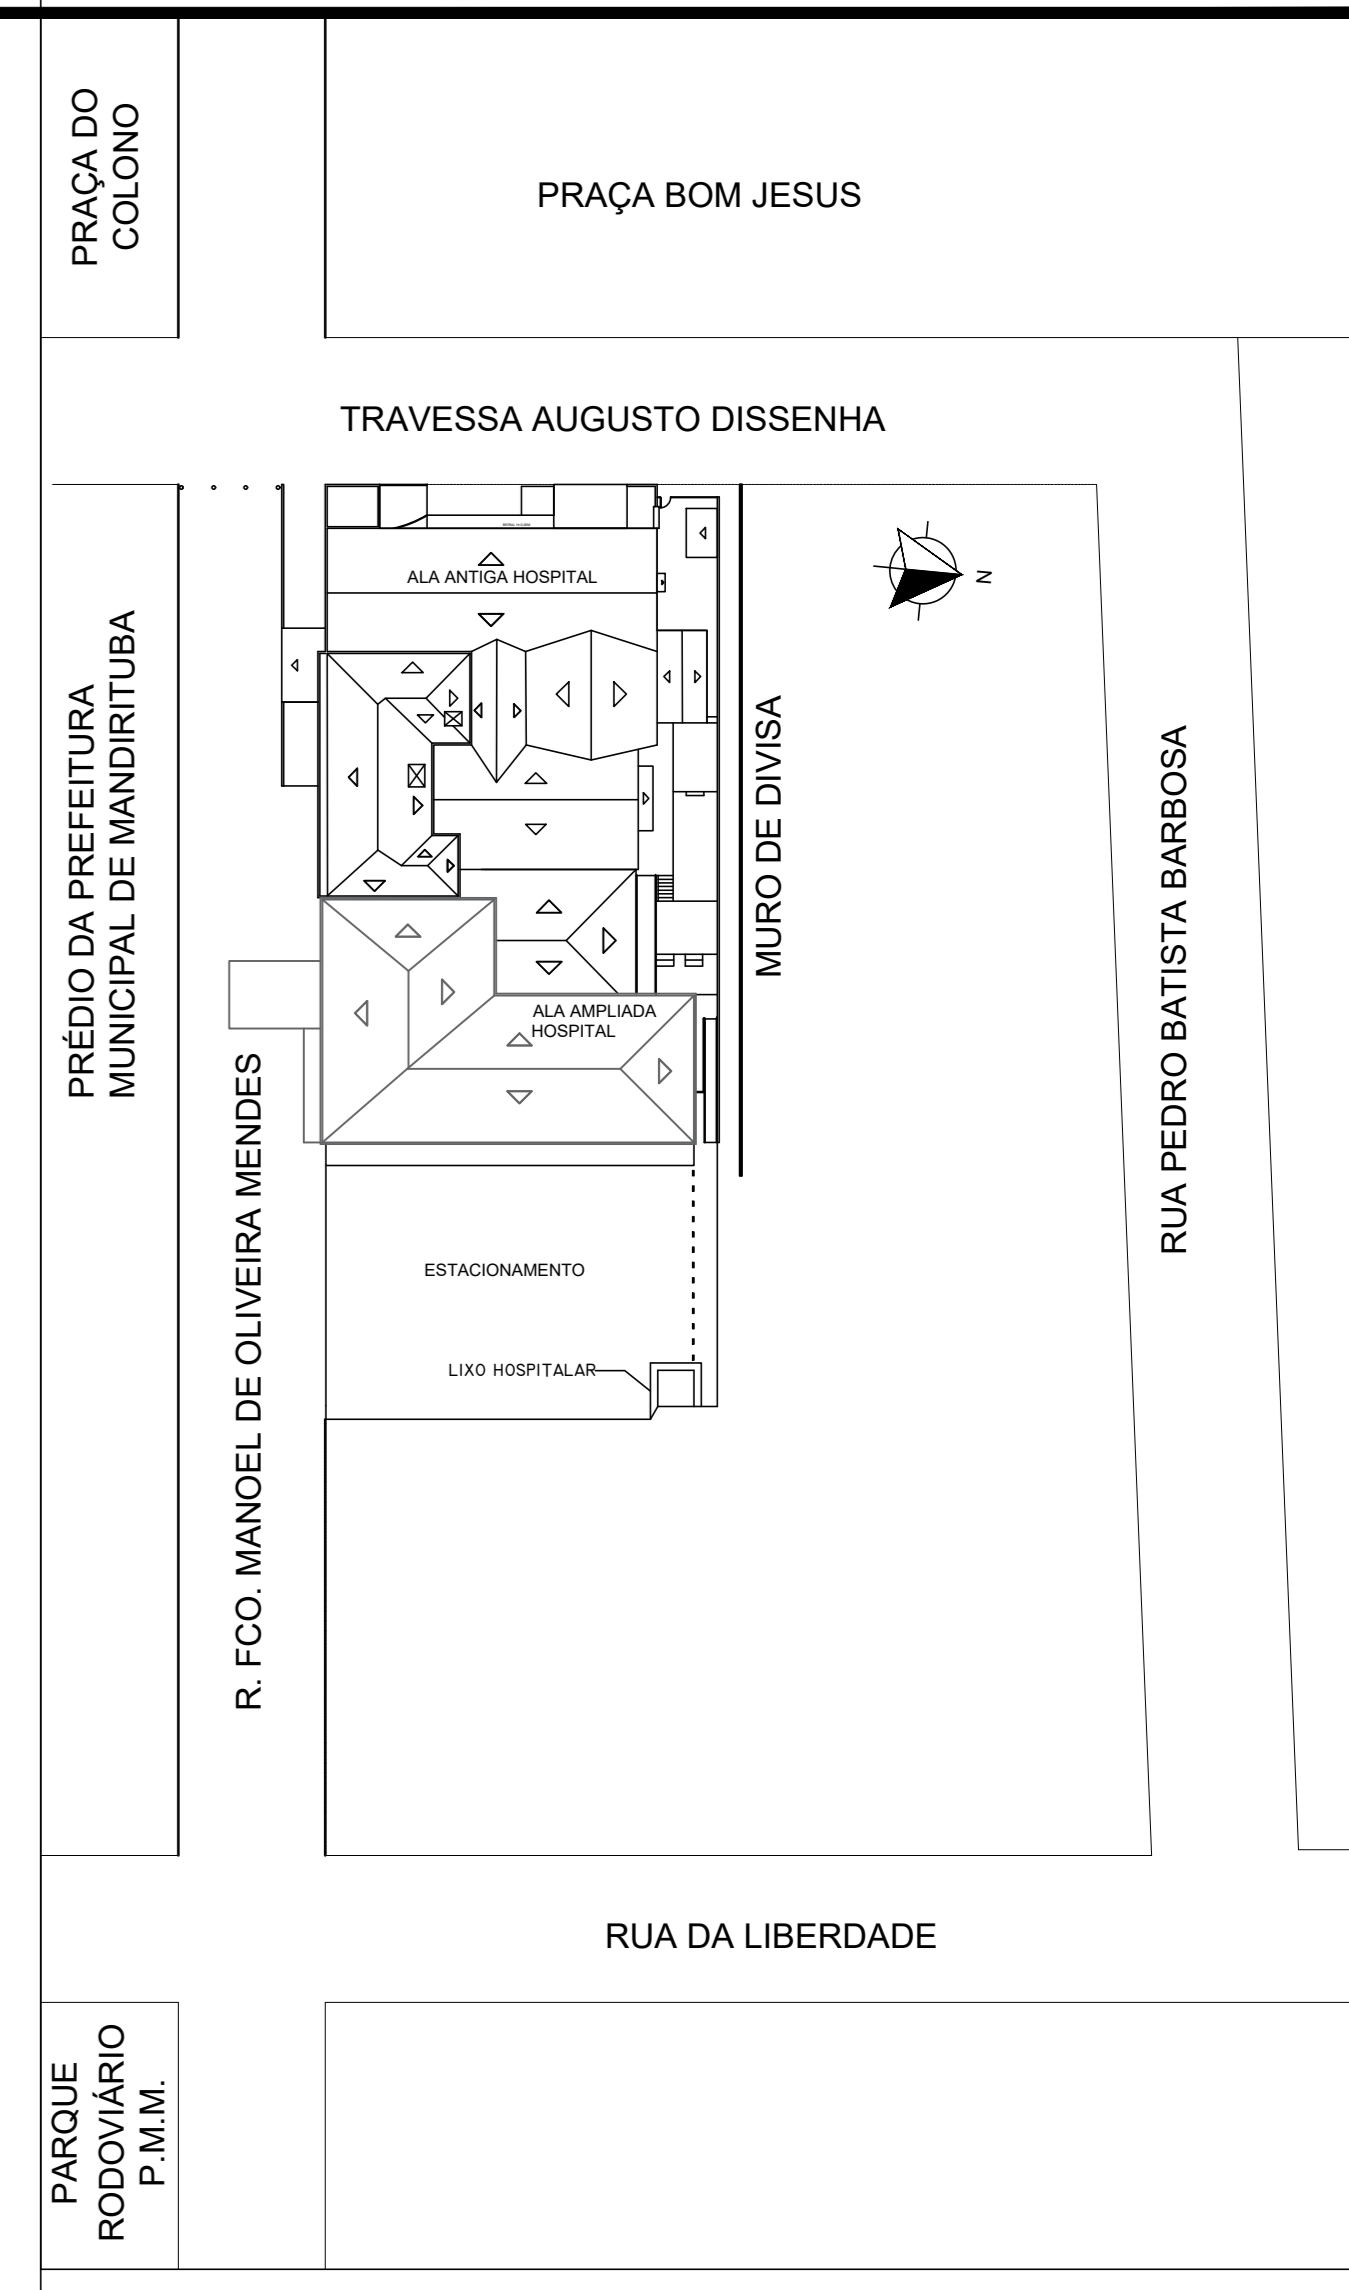 PRAÇA DO
COLONO
PRAÇA BOM JESUS
TRAVESSA AUGUSTO DISSENHA
ALA ANTIGA HOSPITAL
N
PRÉDIO DA PREFEITURA
MUNICIPAL DE MANDIRITUBA
MURO DE DIVISA
RUA PEDRO BATISTA BARBOSA
ALA AMPLIADA
HOSPITAL
R. FCO. MANOEL DE OLIVEIRA MENDES
ESTACIONAMENTO
LIXO HOSPITALAR
RUA DA LIBERDADE
PARQUE
RODOVIÁRIO
P.M.M.